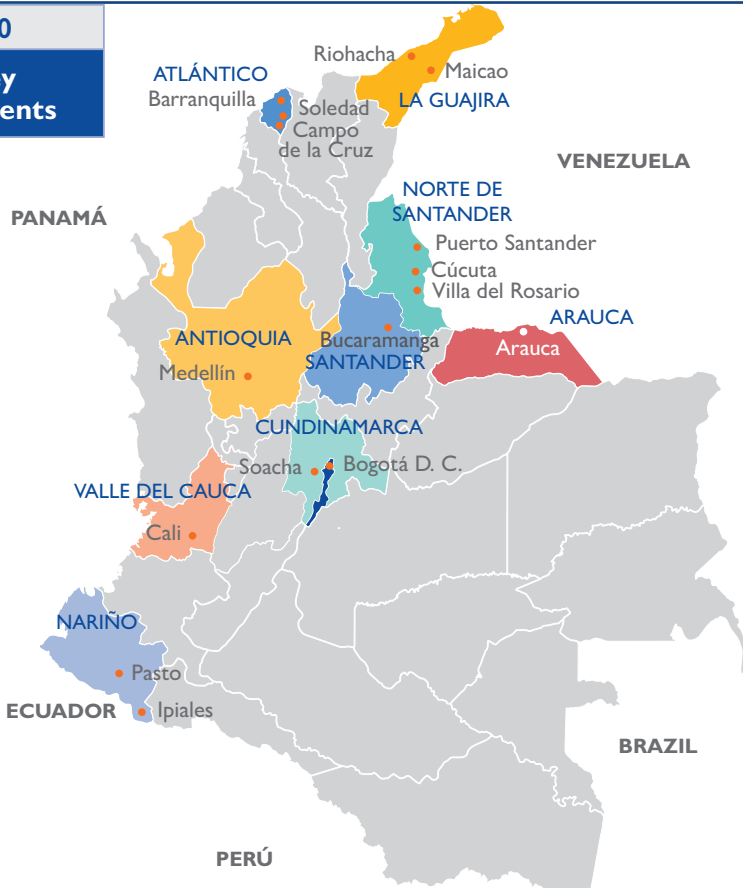 0
ey
ents
Riohacha
Maicao
ATLÁNTICO
Barranquilla
LA GUAJIRA
Soledad
Campo
de la Cruz
VENEZUELA
NORTE DE
SANTANDER
PANAMÁ
Puerto Santander
Cúcuta
Villa del Rosario
ARAUCA
ANTIOQUIA
Bucaramanga
Arauca
SANTANDER
Medellín
CUNDINAMARCA
Soacha
Bogotá D. C.
VALLE DEL CAUCA
Cali
NARIÑO
Pasto
ECUADOR
Ipiales
BRAZIL
PERÚ